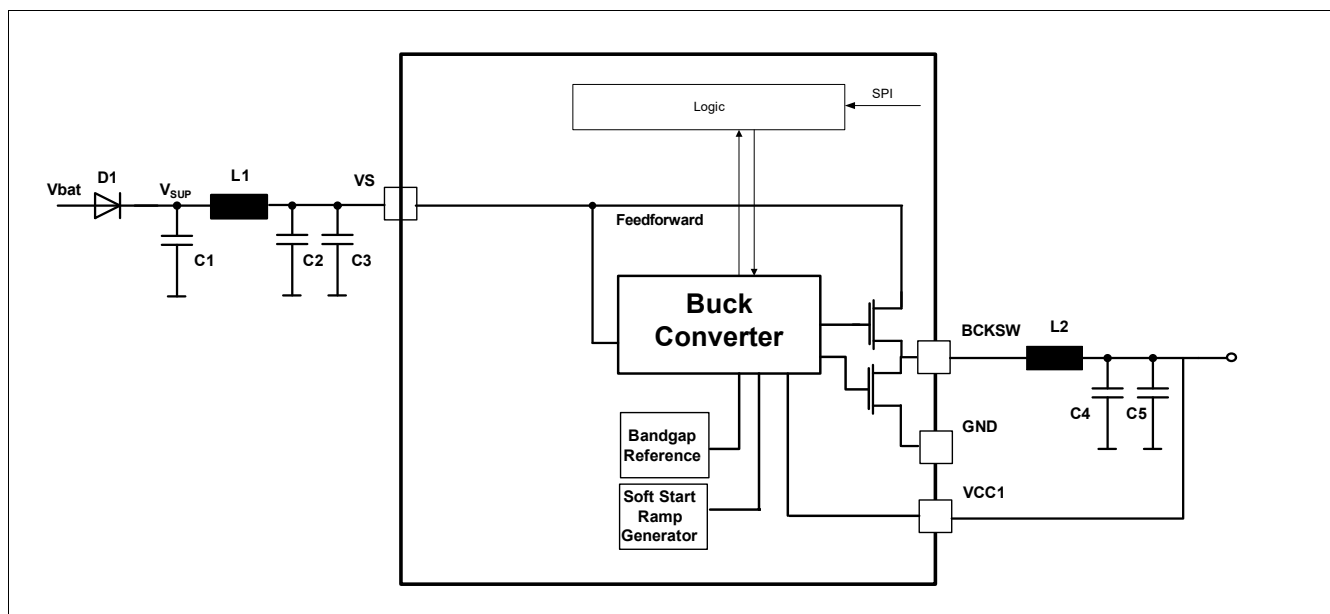 Logic
SPI
Vbat
D1
VSUP
L1
VS
C1
C2
C3
Feedforward
Buck
Converter
BCKSW
L2
C4
C5
GND
Bandgap
Reference
VCC1
Soft Start
Ramp
Generator